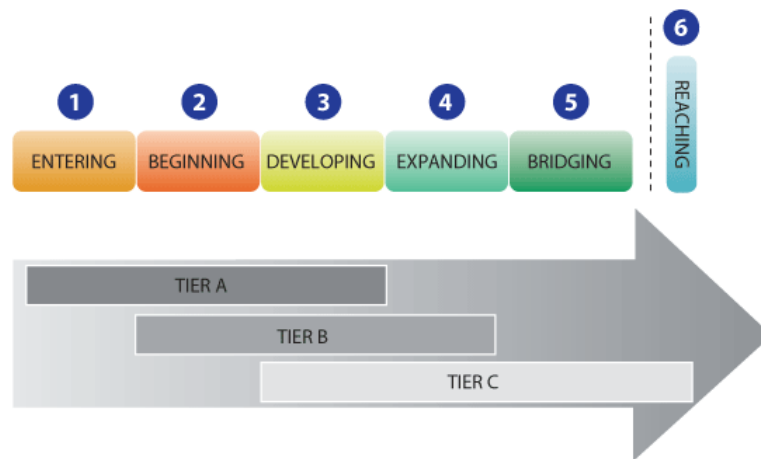 6
1 2 3 4 5
ENTERING BEGINNING DEVELOPING EXPANDING BRIDGING REACHING
TIER A
TIER B
TIER C